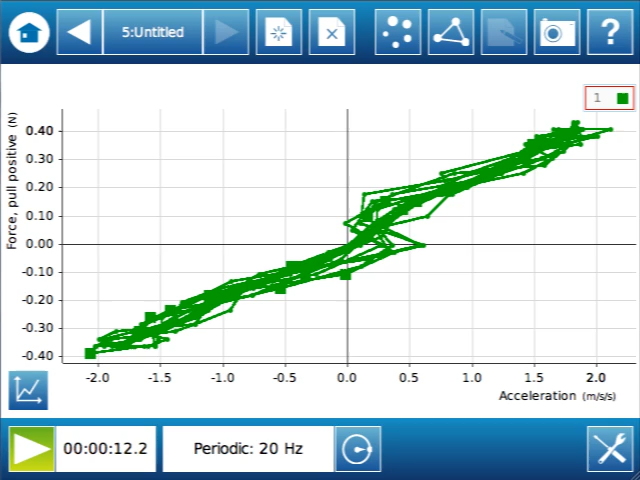 5:Untitled
?
1
Force, pull positive (N)
0.40
0.30
0.20
0.10
0.00
-0.10
-0.20
-0.30
-0.40
-2.0 -1.5 -1.0 -0.5 0.0 0.5 1.0 1.5 2.0
Acceleration (m/s/s)
00:00:12.2 Periodic: 20 Hz